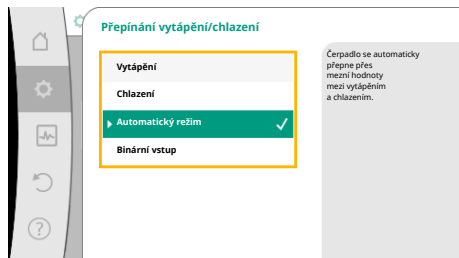 Přepínání vytápění/chlazení
Vytápění
Chlazení
Automatický režim
Binární vstup
Čerpadlo se automaticky
přepne přes
mezní hodnoty
mezi vytápěním
a chlazením.